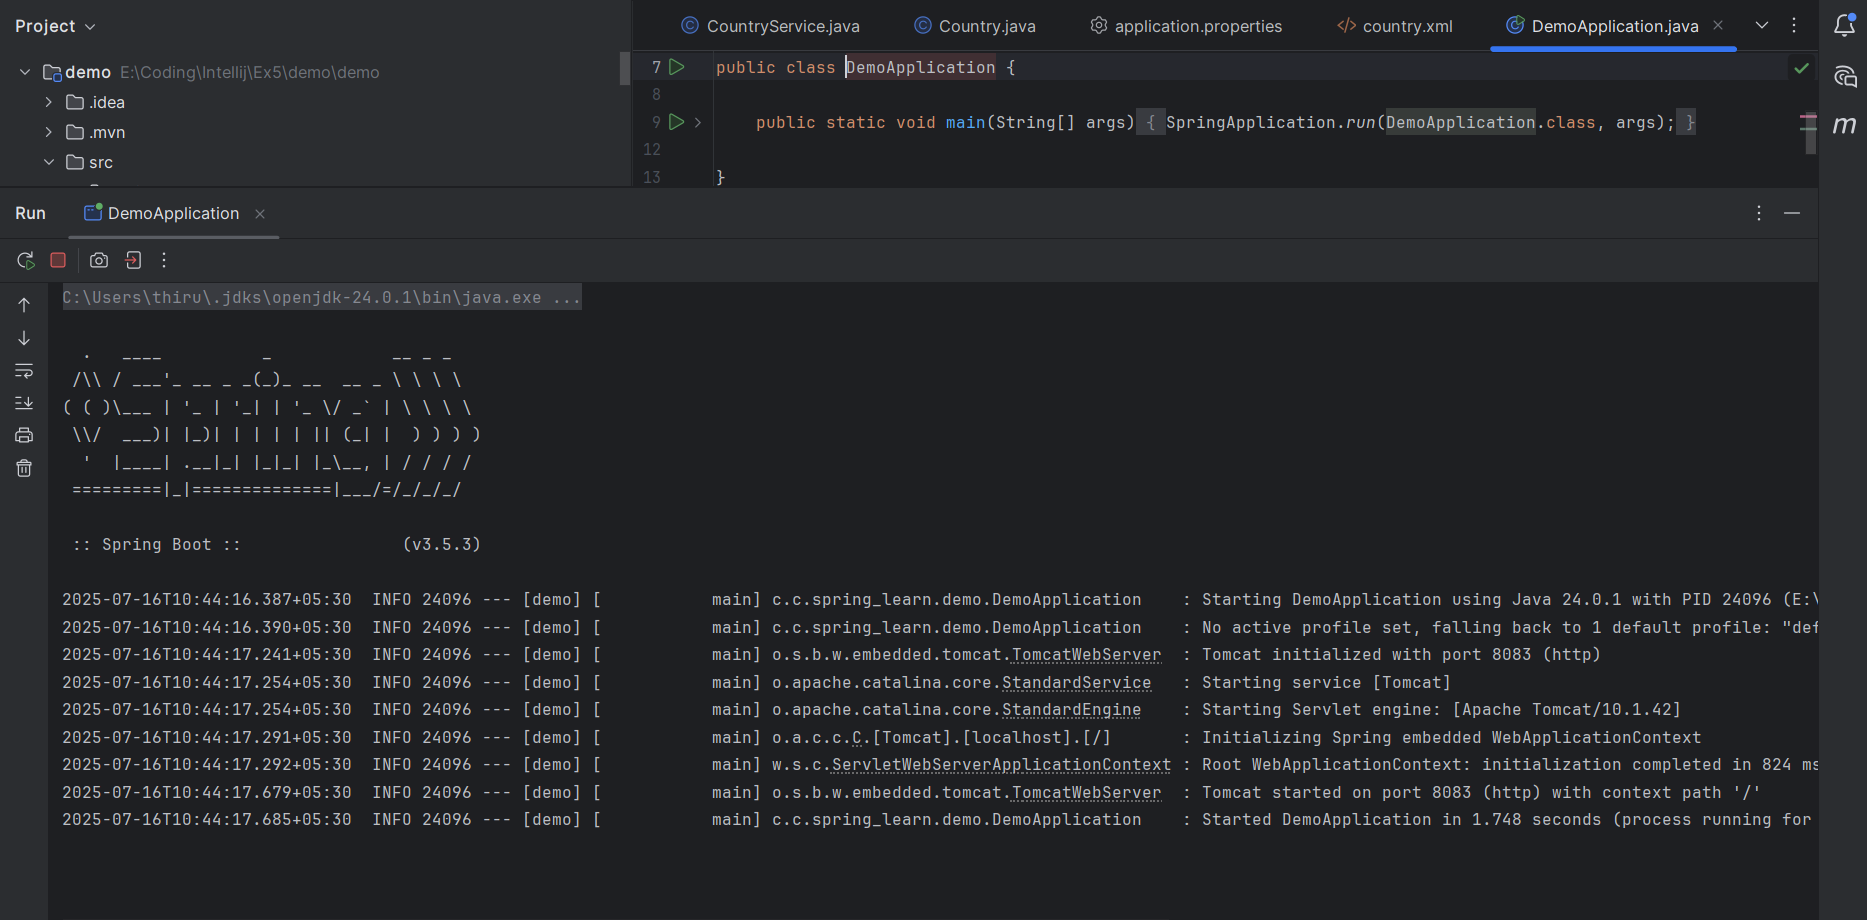 Project
demo E:\Coding\Intellij\Ex5\demo\demo
.idea
.mvn
src
CountryService.java Country.java application.properties country.xml DemoApplication.java
7 public class DemoApplication {
8
9 public static void main(String[] args) { SpringApplication.run(DemoApplication.class, args); }
12
13 }
m
Run DemoApplication
C:\Users\thiru\.jdks\openjdk-24.0.1\bin\java.exe ...
  .   ____          _            __ _ _
 /\\ / ___'_ __ _ _(_)_ __  __ _ \ \ \ \
( ( )\___ | '_ | '_| | '_ \/ _` | \ \ \ \
 \\/  ___)| |_)| | | | | || (_| |  ) ) ) )
  '  |____| .__|_| |_|_| |_\__, | / / / /
 =========|_|==============|___/=/_/_/_/
 :: Spring Boot ::                (v3.5.3)
2025-07-16T10:44:16.387+05:30  INFO 24096 --- [demo] [           main] c.c.spring_learn.demo.DemoApplication    : Starting DemoApplication using Java 24.0.1 with PID 24096 (E:\
2025-07-16T10:44:16.390+05:30  INFO 24096 --- [demo] [           main] c.c.spring_learn.demo.DemoApplication    : No active profile set, falling back to 1 default profile: "def
2025-07-16T10:44:17.241+05:30  INFO 24096 --- [demo] [           main] o.s.b.w.embedded.tomcat.TomcatWebServer  : Tomcat initialized with port 8083 (http)
2025-07-16T10:44:17.254+05:30  INFO 24096 --- [demo] [           main] o.apache.catalina.core.StandardService   : Starting service [Tomcat]
2025-07-16T10:44:17.254+05:30  INFO 24096 --- [demo] [           main] o.apache.catalina.core.StandardEngine    : Starting Servlet engine: [Apache Tomcat/10.1.42]
2025-07-16T10:44:17.291+05:30  INFO 24096 --- [demo] [           main] o.a.c.c.C.[Tomcat].[localhost].[/]       : Initializing Spring embedded WebApplicationContext
2025-07-16T10:44:17.292+05:30  INFO 24096 --- [demo] [           main] w.s.c.ServletWebServerApplicationContext : Root WebApplicationContext: initialization completed in 824 ms
2025-07-16T10:44:17.679+05:30  INFO 24096 --- [demo] [           main] o.s.b.w.embedded.tomcat.TomcatWebServer  : Tomcat started on port 8083 (http) with context path '/'
2025-07-16T10:44:17.685+05:30  INFO 24096 --- [demo] [           main] c.c.spring_learn.demo.DemoApplication    : Started DemoApplication in 1.748 seconds (process running for